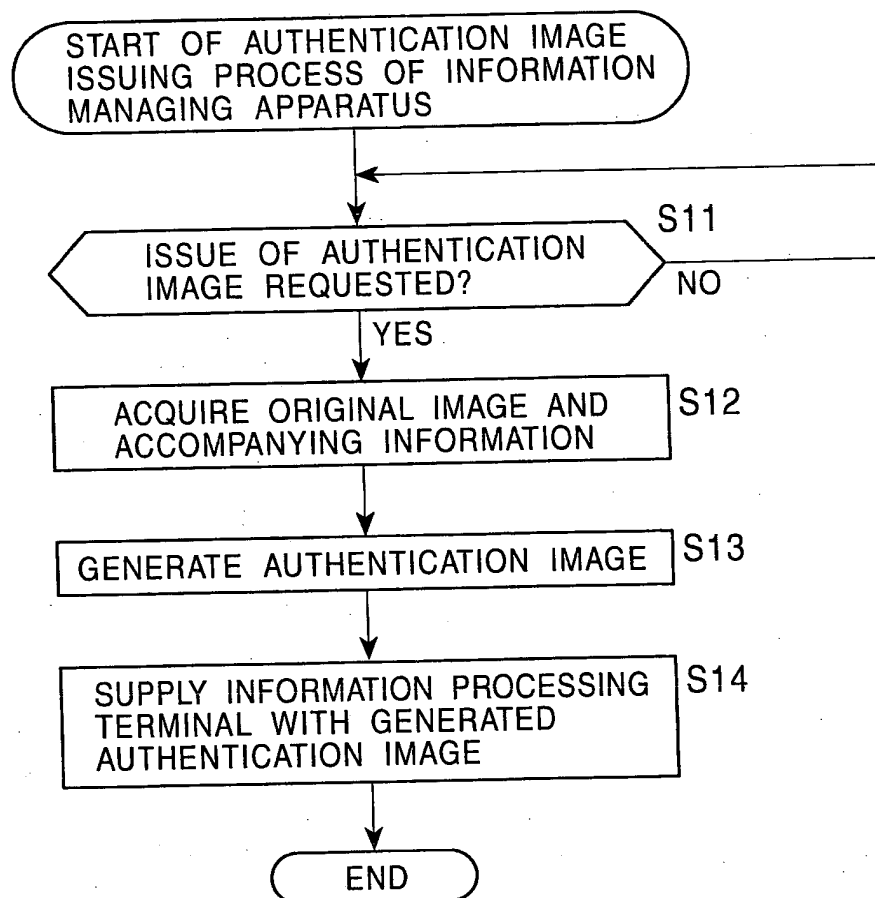 START OF AUTHENTICATION IMAGE
ISSUING PROCESS OF INFORMATION
MANAGING APPARATUS
S11
ISSUE OF AUTHENTICATION
IMAGE REQUESTED?
NO
YES
ACQUIRE ORIGINAL IMAGE AND
ACCOMPANYING INFORMATION
S12
GENERATE AUTHENTICATION IMAGE
S13
SUPPLY INFORMATION PROCESSING
TERMINAL WITH GENERATED
AUTHENTICATION IMAGE
S14
END